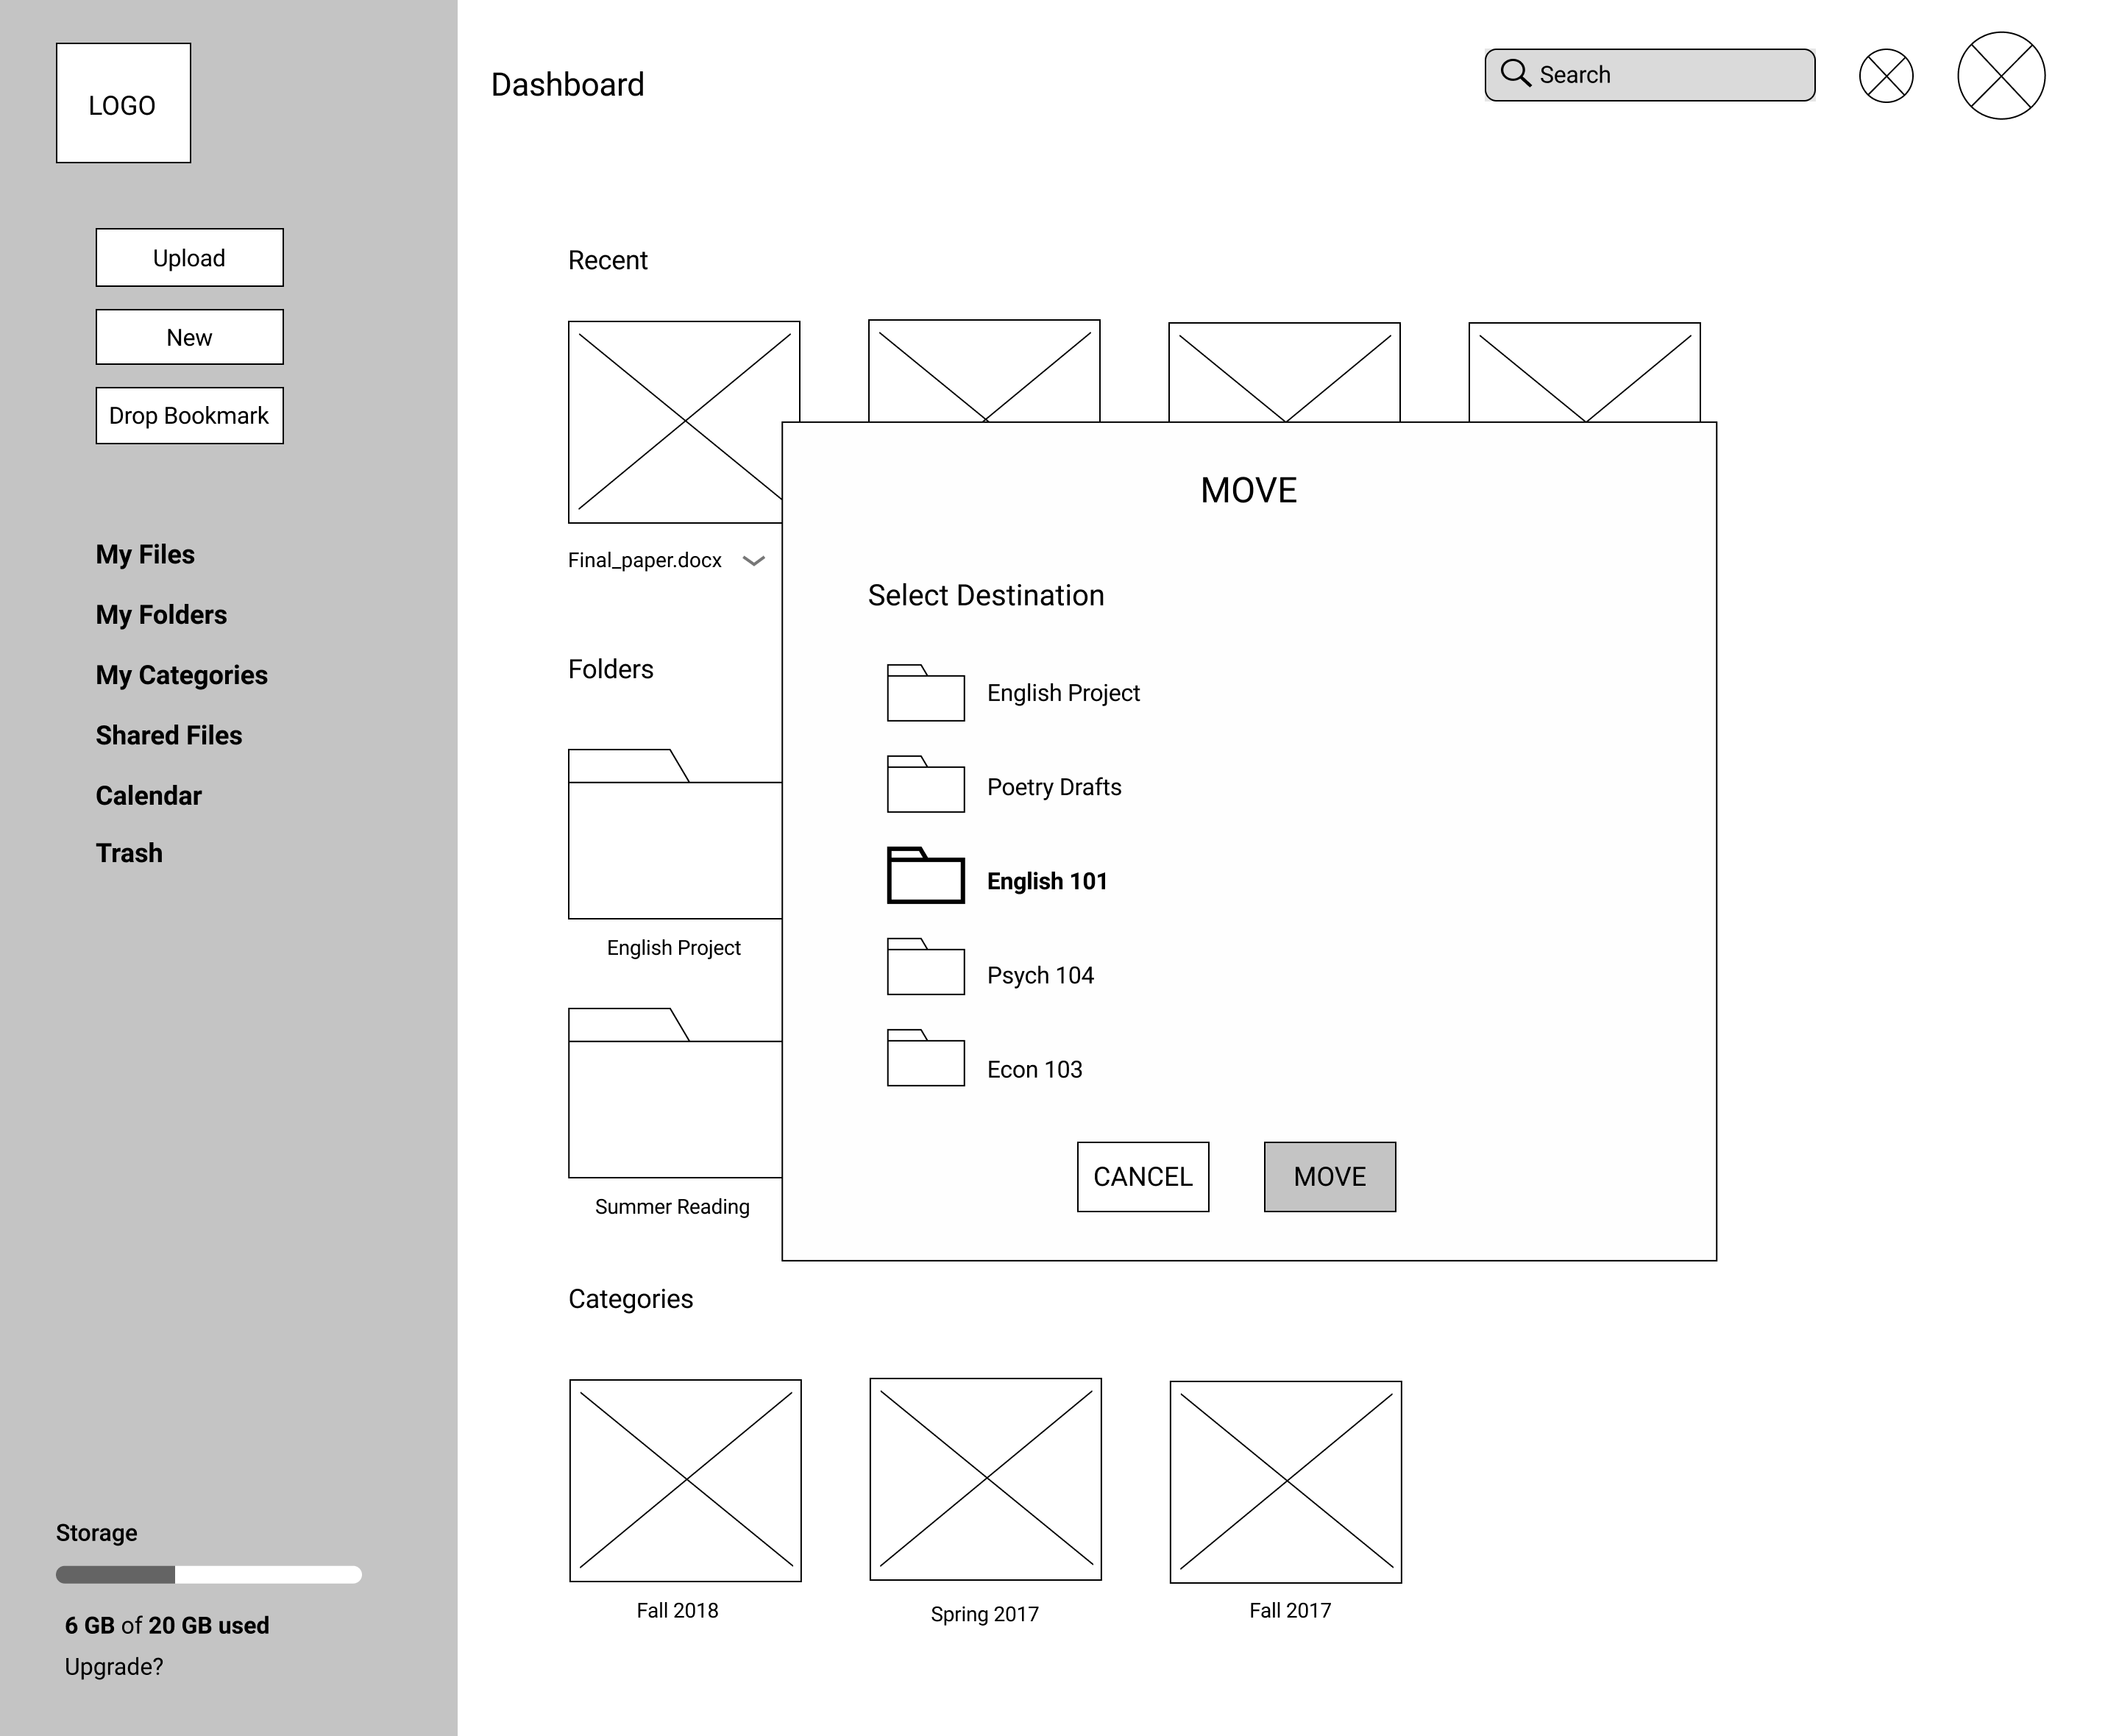 LOGO
Upload
New
Drop Bookmark
My Files
My Folders
My Categories
Shared Files
Calendar
Trash
Storage
6 GB of 20 GB used
Upgrade?
Dashboard
Search
Recent
Final_paper.docx
Folders
English Project
Summer Reading
MOVE
Select Destination
English Project
Poetry Drafts
English 101
Psych 104
Econ 103
CANCEL
MOVE
Categories
Fall 2018
Spring 2017
Fall 2017